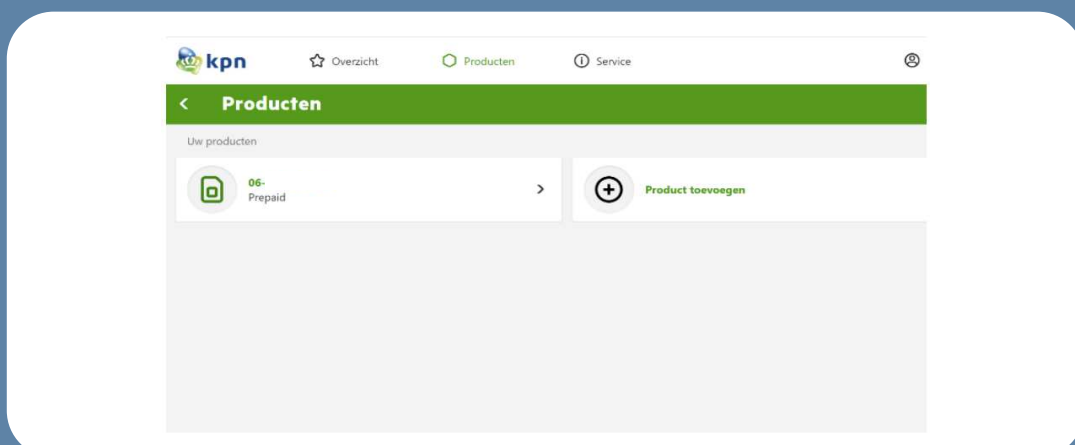 kpn Overzicht Producten Service
Producten
Uw producten
06-
Prepaid
Product toevoegen